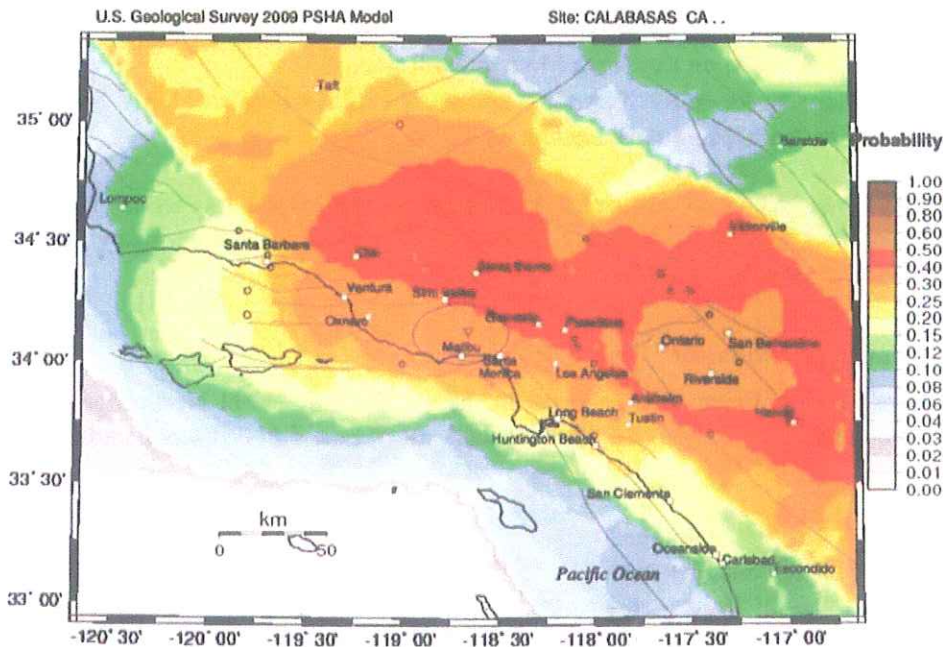 U.S. Geological Survey 2009 PSHA Model
Site: CALABASAS CA . .
35° 00'
34° 30'
34° 00'
33° 30'
33° 00'
Taft
Barstow
Probability
1.00
0.90
0.80
0.60
0.50
0.40
0.30
0.25
0.20
0.15
0.12
0.10
0.08
0.06
0.04
0.03
0.02
0.01
0.00
Lompoc
Victorville
Santa Barbara
Ojai
Ventura
Simi Valley
Oxnard
Glendale
Pasadena
Malibu
Santa
Monica
Los Angeles
Ontario
San Bernardino
Riverside
Anaheim
Tustin
Hemet
Long Beach
Huntington Beach
San Clemente
Oceanside
Carlsbad
Escondido
Pacific Ocean
km
0
50
-120° 30'
-120° 00'
-119° 30'
-119° 00'
-118° 30'
-118° 00'
-117° 30'
-117° 00'